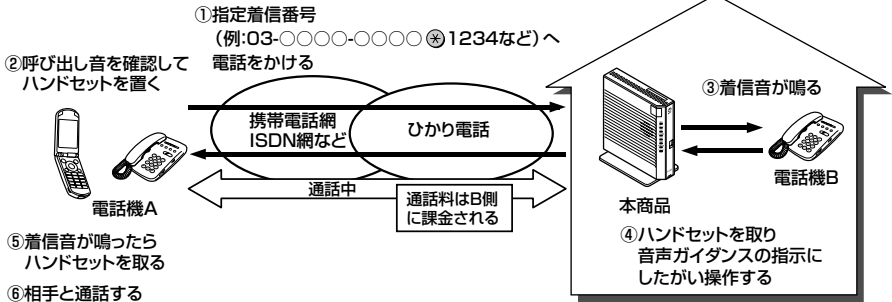 ①指定着信番号
（例:03-○○○○-○○○○✱1234など）へ
電話をかける
②呼び出し音を確認して
ハンドセットを置く
携帯電話網
ISDN網など
ひかり電話
③着信音が鳴る
電話機A
通話中
通話料はB側
に課金される
本商品
電話機B
④ハンドセットを取り
音声ガイダンスの指示に
したがい操作する
⑤着信音が鳴ったら
ハンドセットを取る
⑥相手と通話する